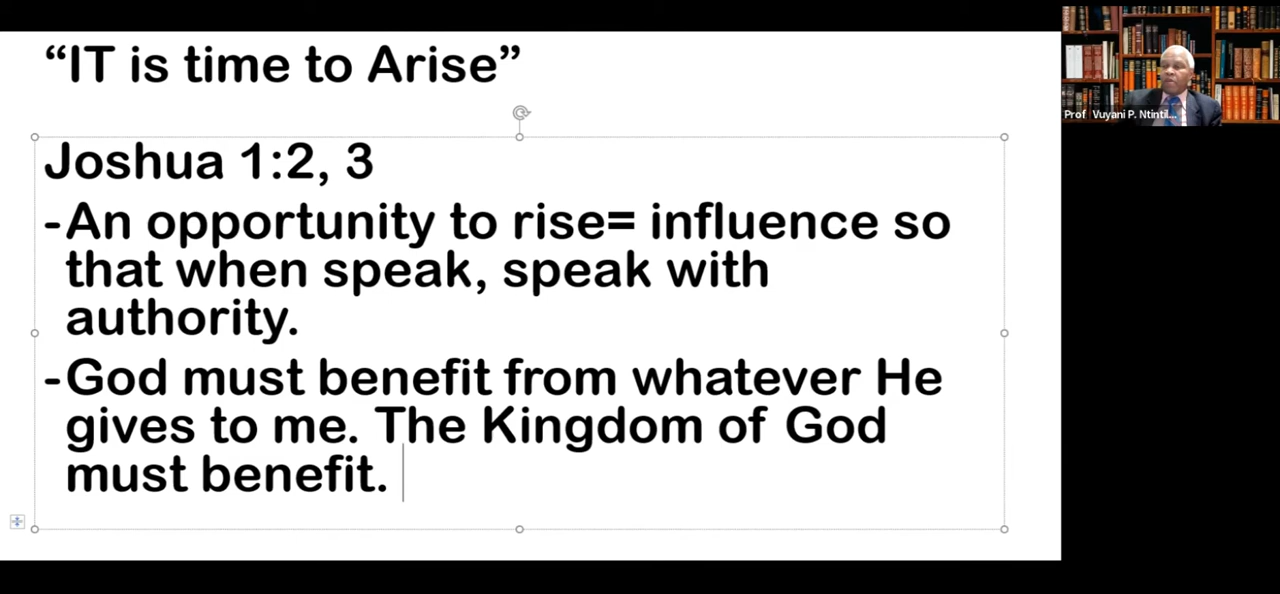 “IT is time to Arise”
Joshua 1:2, 3
-An opportunity to rise= influence so
that when speak, speak with
authority.
-God must benefit from whatever He
gives to me. The Kingdom of God
must benefit.
Prof Vuyani P. Ntintil...